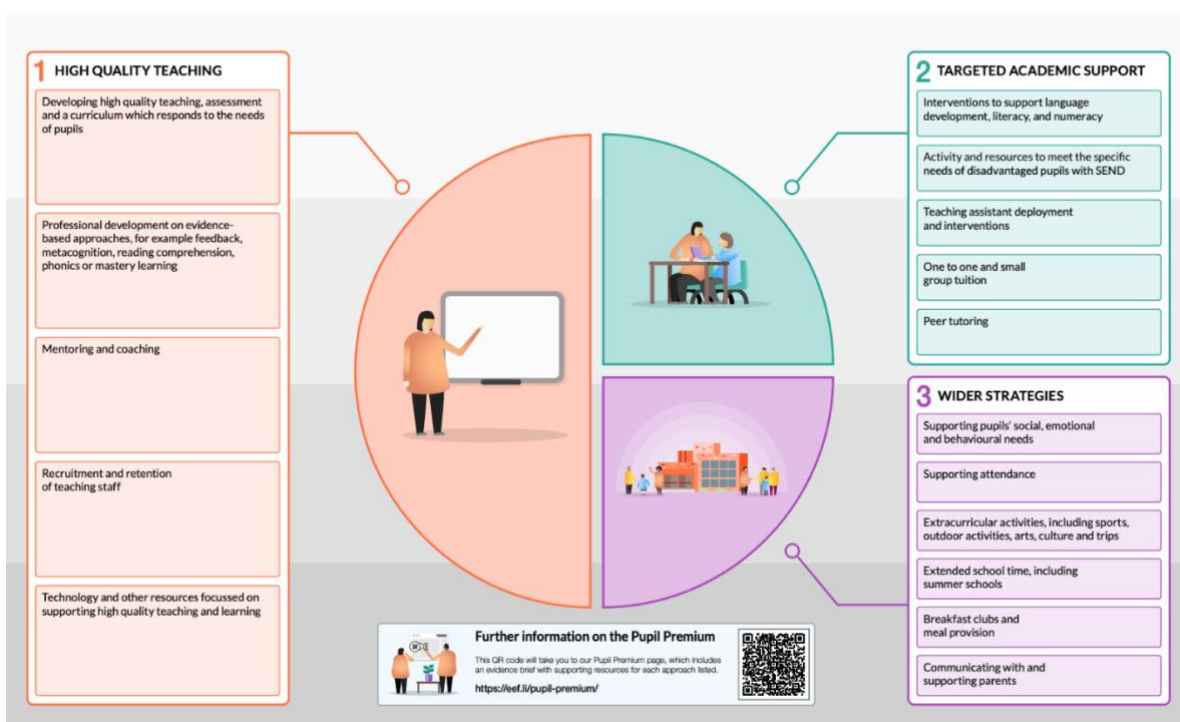 1 HIGH QUALITY TEACHING
Developing high quality teaching, assessment
and a curriculum which responds to the needs
of pupils
Professional development on evidence-
based approaches, for example feedback,
metacognition, reading comprehension,
phonics or mastery learning
Mentoring and coaching
Recruitment and retention
of teaching staff
Technology and other resources focussed on
supporting high quality teaching and learning
2 TARGETED ACADEMIC SUPPORT
Interventions to support language
development, literacy, and numeracy
Activity and resources to meet the specific
needs of disadvantaged pupils with SEND
Teaching assistant deployment
and interventions
One to one and small
group tuition
Peer tutoring
3 WIDER STRATEGIES
Supporting pupils' social, emotional
and behavioural needs
Supporting attendance
Extracurricular activities, including sports,
outdoor activities, arts, culture and trips
Extended school time, including
summer schools
Breakfast clubs and
meal provision
Communicating with and
supporting parents
Further information on the Pupil Premium
This QR code will take you to our Pupil Premium page, which includes
an evidence brief with supporting resources for each approach listed.
https://eef.li/pupil-premium/